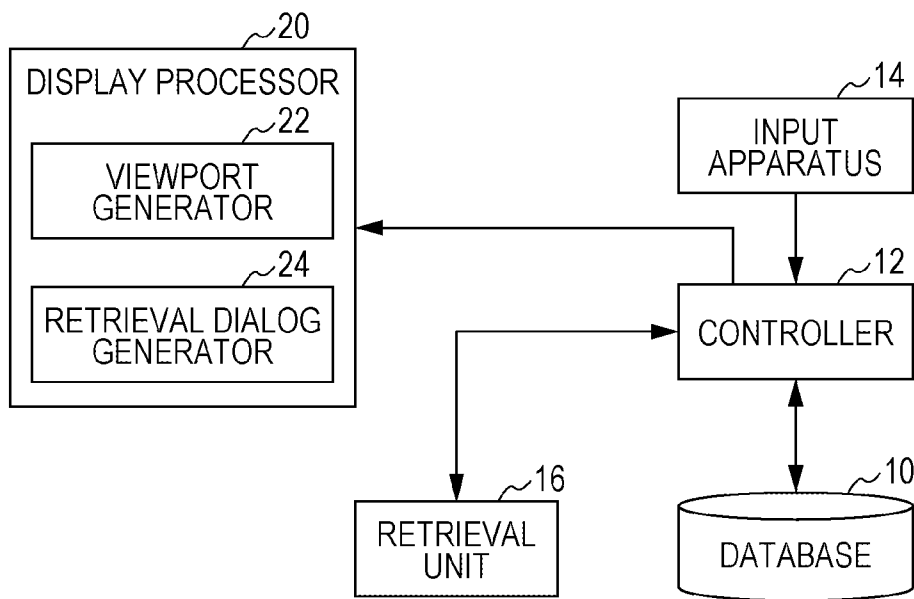 20
DISPLAY PROCESSOR
22
VIEWPORT
GENERATOR
24
RETRIEVAL DIALOG
GENERATOR
14
INPUT
APPARATUS
12
CONTROLLER
16
RETRIEVAL
UNIT
10
DATABASE